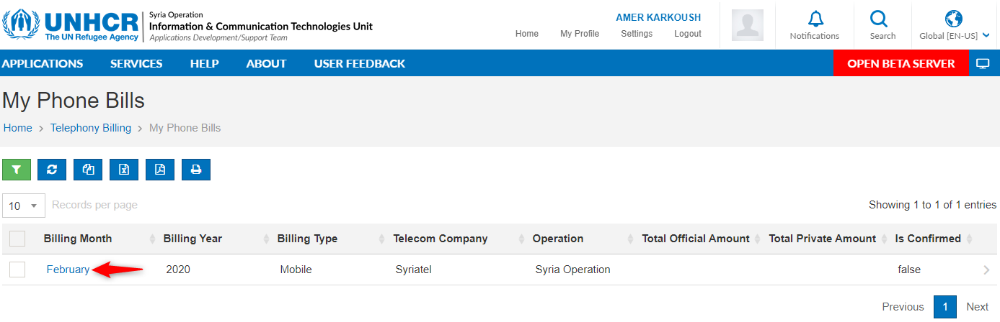 UNHCR
The UN Refugee Agency
Syria Operation
Information & Communication Technologies Unit
Applications Development/Support Team
AMER KARKOUSH
Home My Profile Settings Logout
Notifications
Search
Global [EN-US]
APPLICATIONS SERVICES HELP ABOUT USER FEEDBACK OPEN BETA SERVER
My Phone Bills
Home > Telephony Billing > My Phone Bills
10 Records per page Showing 1 to 1 of 1 entries
Billing Month Billing Year Billing Type Telecom Company Operation Total Official Amount Total Private Amount Is Confirmed
February 2020 Mobile Syriatel Syria Operation false
Previous 1 Next